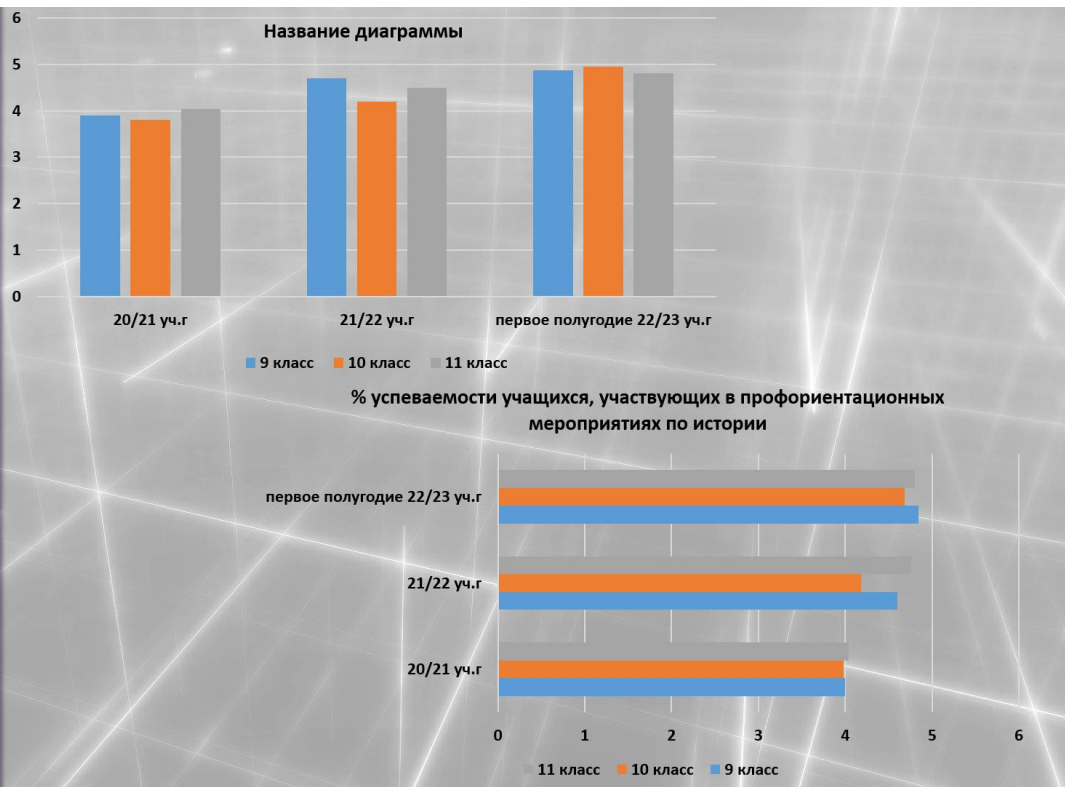 Название диаграммы
6
5
4
3
2
1
0
20/21 уч.г 21/22 уч.г первое полугодие 22/23 уч.г
9 класс 10 класс 11 класс
% успеваемости учащихся, участвующих в профориентационных
мероприятиях по истории
первое полугодие 22/23 уч.г
21/22 уч.г
20/21 уч.г
0 1 2 3 4 5 6
11 класс 10 класс 9 класс